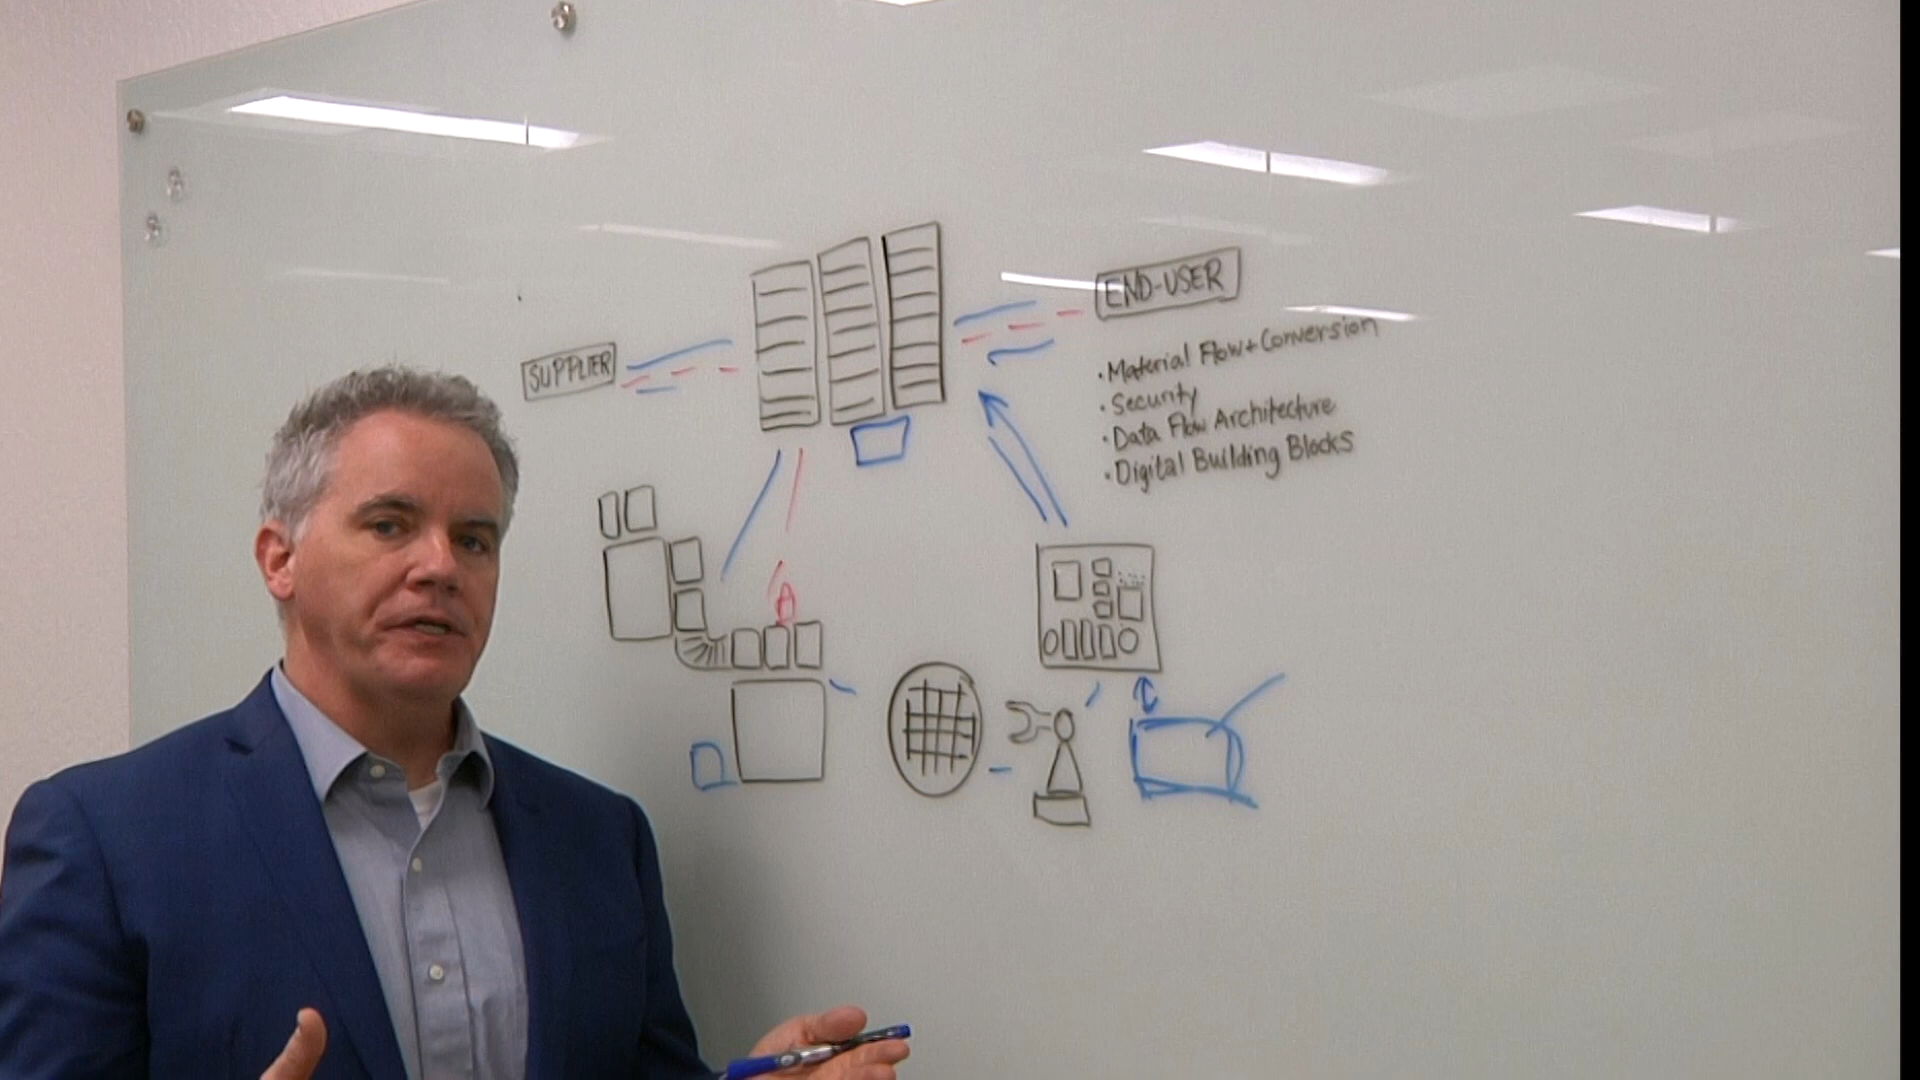 SUPPLIER
END-USER
• Material Flow + Conversion
• Security
• Data Flow Architecture
• Digital Building Blocks